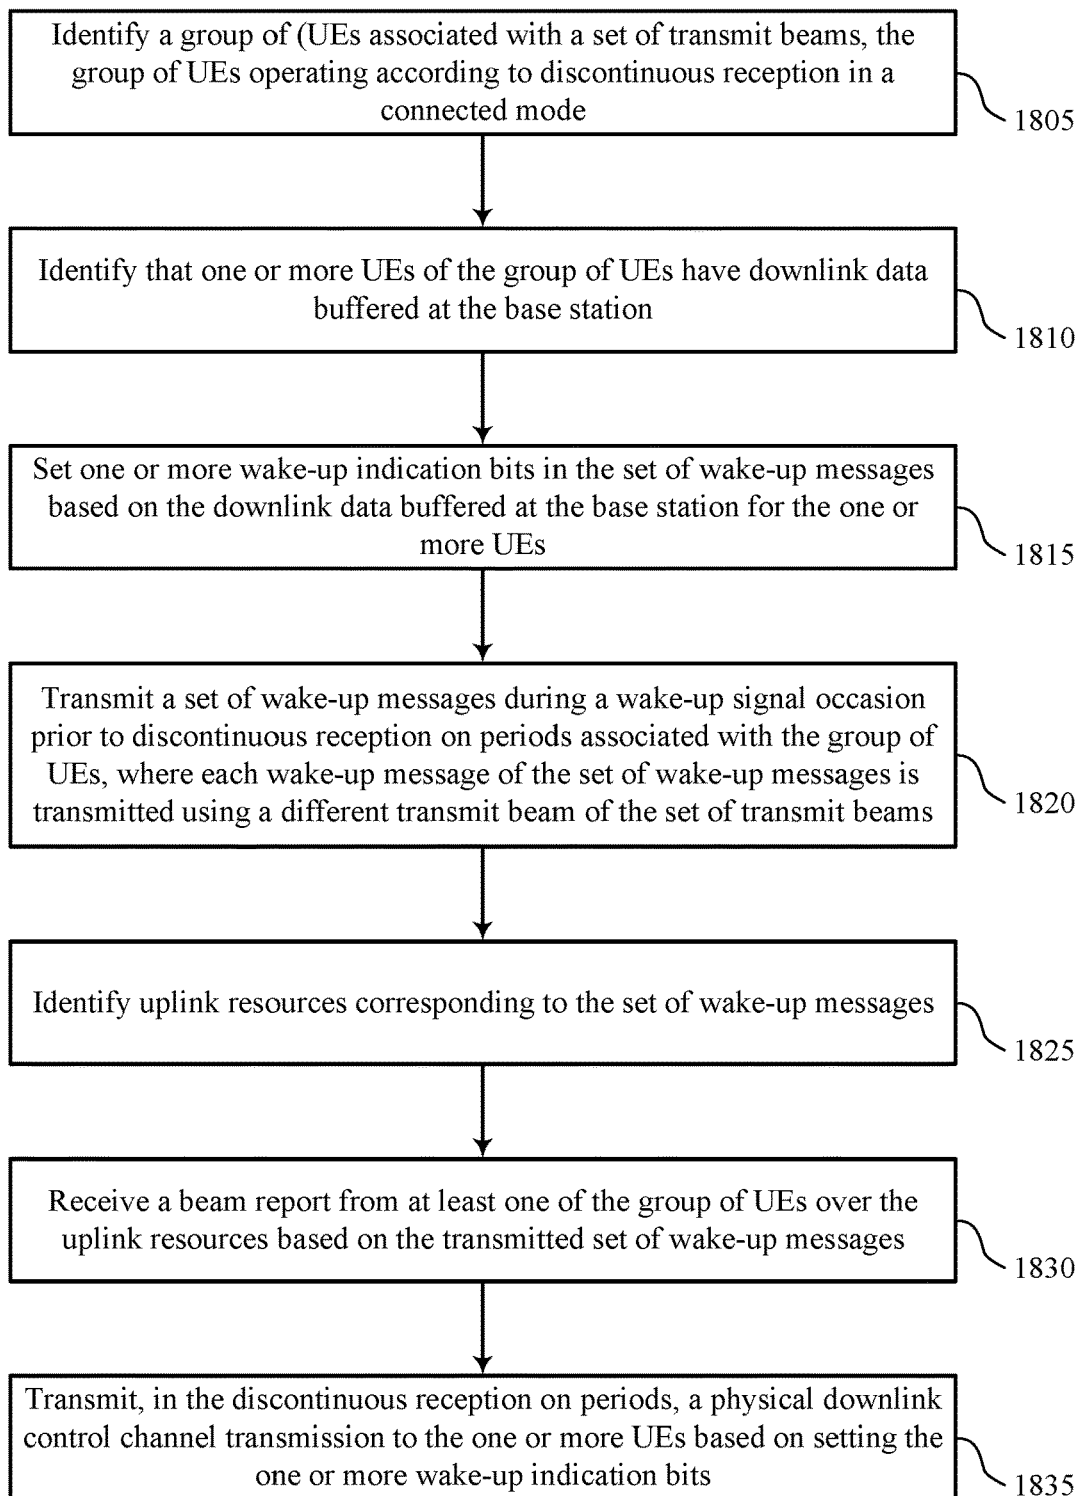 Identify a group of (UEs associated with a set of transmit beams, the
group of UEs operating according to discontinuous reception in a
connected mode
1805
Identify that one or more UEs of the group of UEs have downlink data
buffered at the base station
1810
Set one or more wake-up indication bits in the set of wake-up messages
based on the downlink data buffered at the base station for the one or
more UEs
1815
Transmit a set of wake-up messages during a wake-up signal occasion
prior to discontinuous reception on periods associated with the group of
UEs, where each wake-up message of the set of wake-up messages is
transmitted using a different transmit beam of the set of transmit beams
1820
Identify uplink resources corresponding to the set of wake-up messages
1825
Receive a beam report from at least one of the group of UEs over the
uplink resources based on the transmitted set of wake-up messages
1830
Transmit, in the discontinuous reception on periods, a physical downlink
control channel transmission to the one or more UEs based on setting the
one or more wake-up indication bits
1835